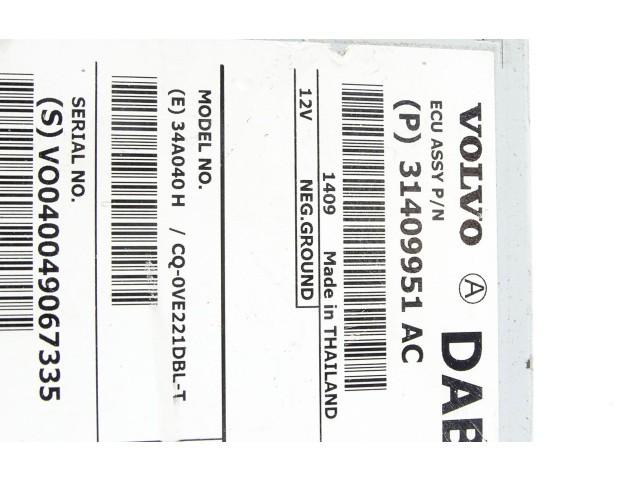 VOLVO Ⓐ DAB
ECU ASSY P/N
(P) 31409951 AC
1409 Made in THAILAND
12V NEG.GROUND
MODEL NO.
(E) 34A040 H / CQ-0VE221DBL-T
SERIAL NO.
(S) VO040049067335